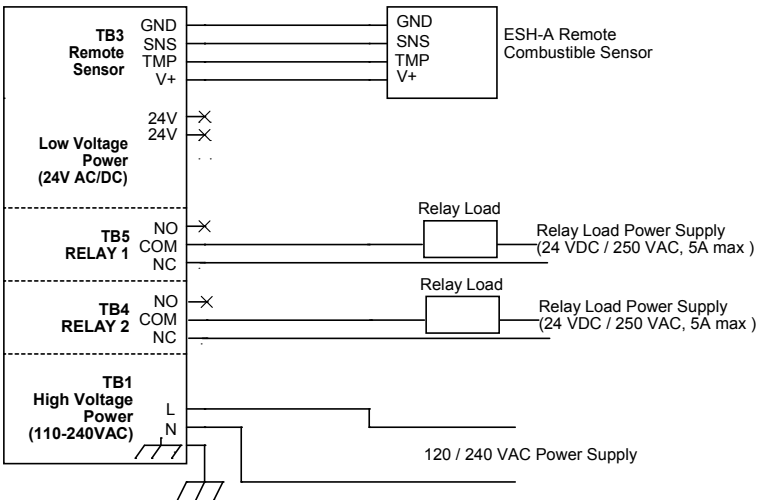 TB3
Remote
Sensor
GND
SNS
TMP
V+
GND
SNS
TMP
V+
ESH-A Remote
Combustible Sensor
24V
24V
Low Voltage
Power
(24V AC/DC)
TB5
RELAY 1
NO
COM
NC
Relay Load
Relay Load Power Supply
(24 VDC / 250 VAC, 5A max )
TB4
RELAY 2
NO
COM
NC
Relay Load
Relay Load Power Supply
(24 VDC / 250 VAC, 5A max )
TB1
High Voltage
Power
(110-240VAC)
L
N
120 / 240 VAC Power Supply